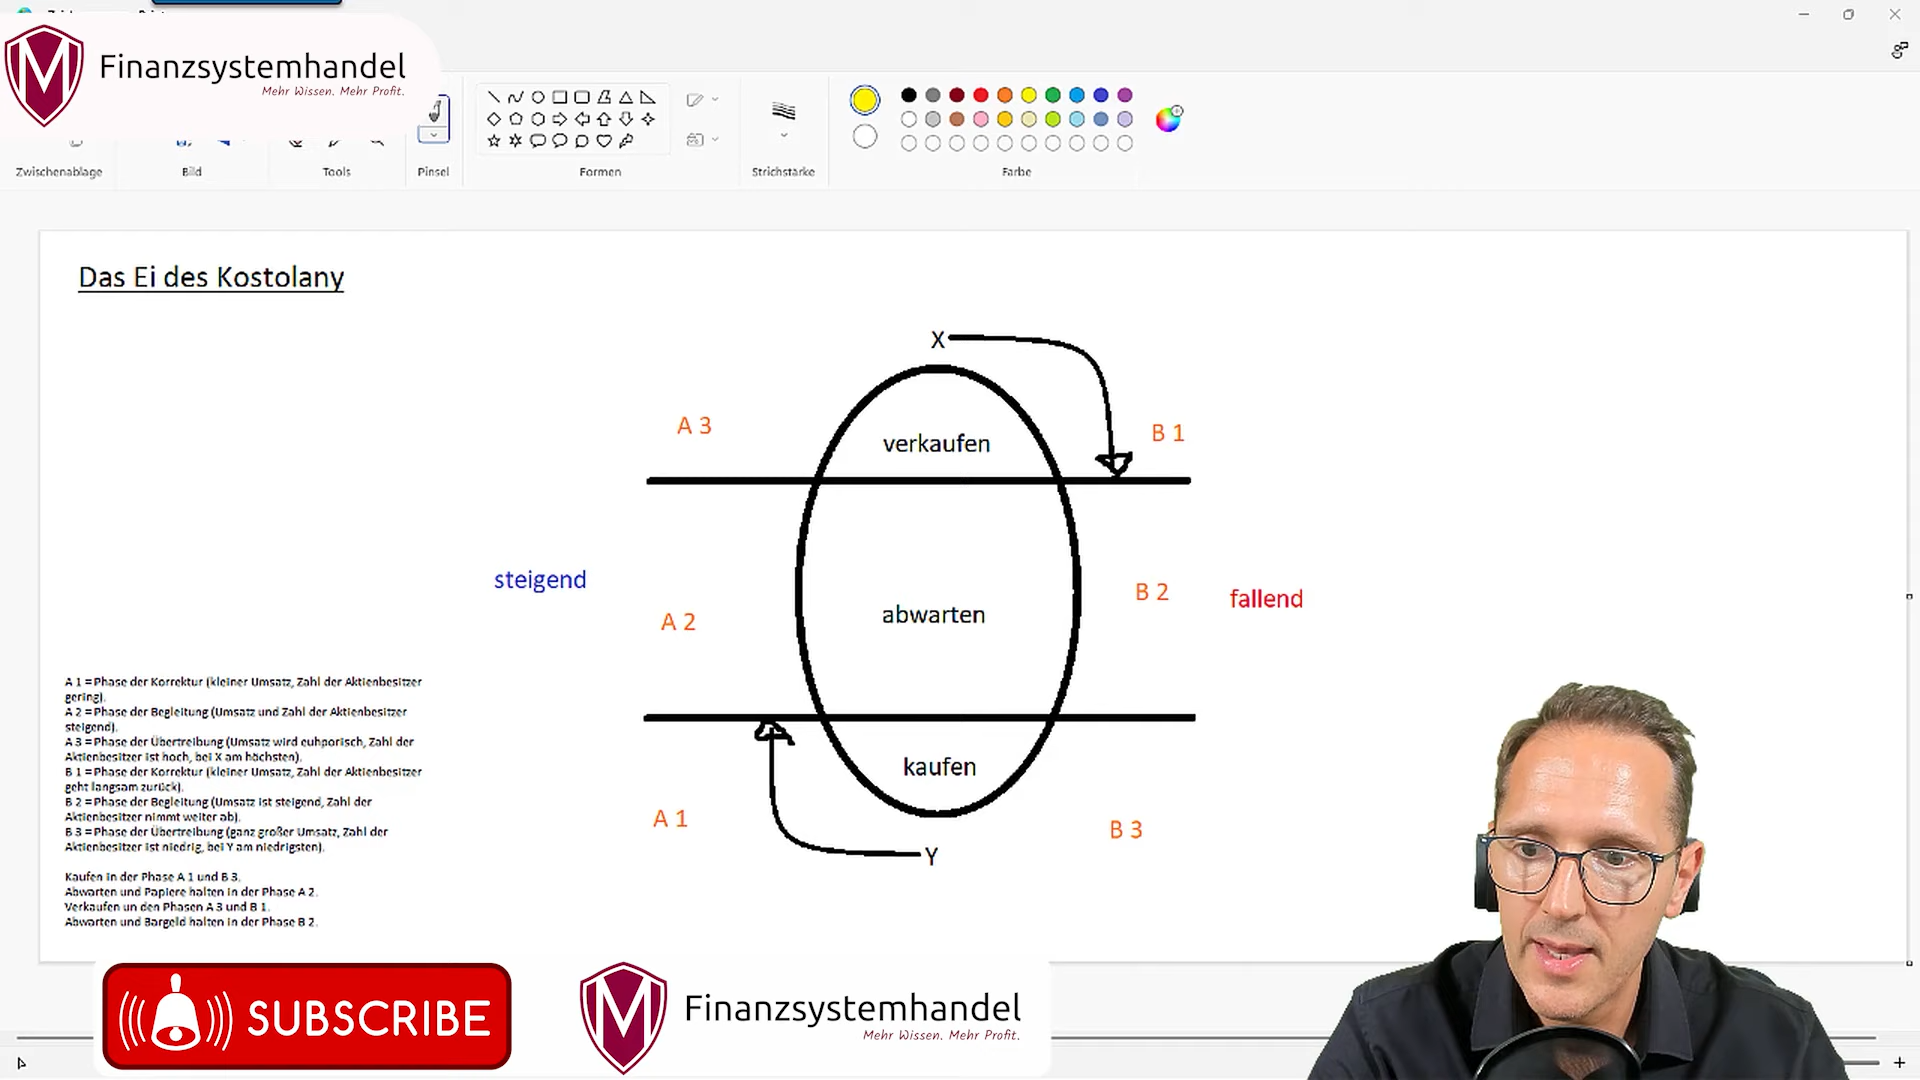 Finanzsystemhandel
Mehr Wissen. Mehr Profit.
Zwischenablage
Bild
Tools
Pinsel
Formen
Strichstärke
Farbe
Das Ei des Kostolany
X
A 3
verkaufen
B 1
steigend
A 2
abwarten
B 2
fallend
kaufen
A 1
B 3
Y
A 1 = Phase der Korrektur (kleiner Umsatz, Zahl der Aktienbesitzer
gering).
A 2 = Phase der Begleitung (Umsatz und Zahl der Aktienbesitzer
steigend).
A 3 = Phase der Übertreibung (Umsatz wird euhporisch, Zahl der
Aktienbesitzer ist hoch, bei X am höchsten).
B 1 = Phase der Korrektur (kleiner Umsatz, Zahl der Aktienbesitzer
geht langsam zurück).
B 2 = Phase der Begleitung (Umsatz ist steigend, Zahl der
Aktienbesitzer nimmt weiter ab).
B 3 = Phase der Übertreibung (ganz großer Umsatz, Zahl der
Aktienbesitzer ist niedrig, bei Y am niedrigsten).
Kaufen in der Phase A 1 und B 3.
Abwarten und Papiere halten in der Phase A 2.
Verkaufen un den Phasen A 3 und B 1.
Abwarten und Bargeld halten in der Phase B 2.
SUBSCRIBE
Finanzsystemhandel
Mehr Wissen. Mehr Profit.